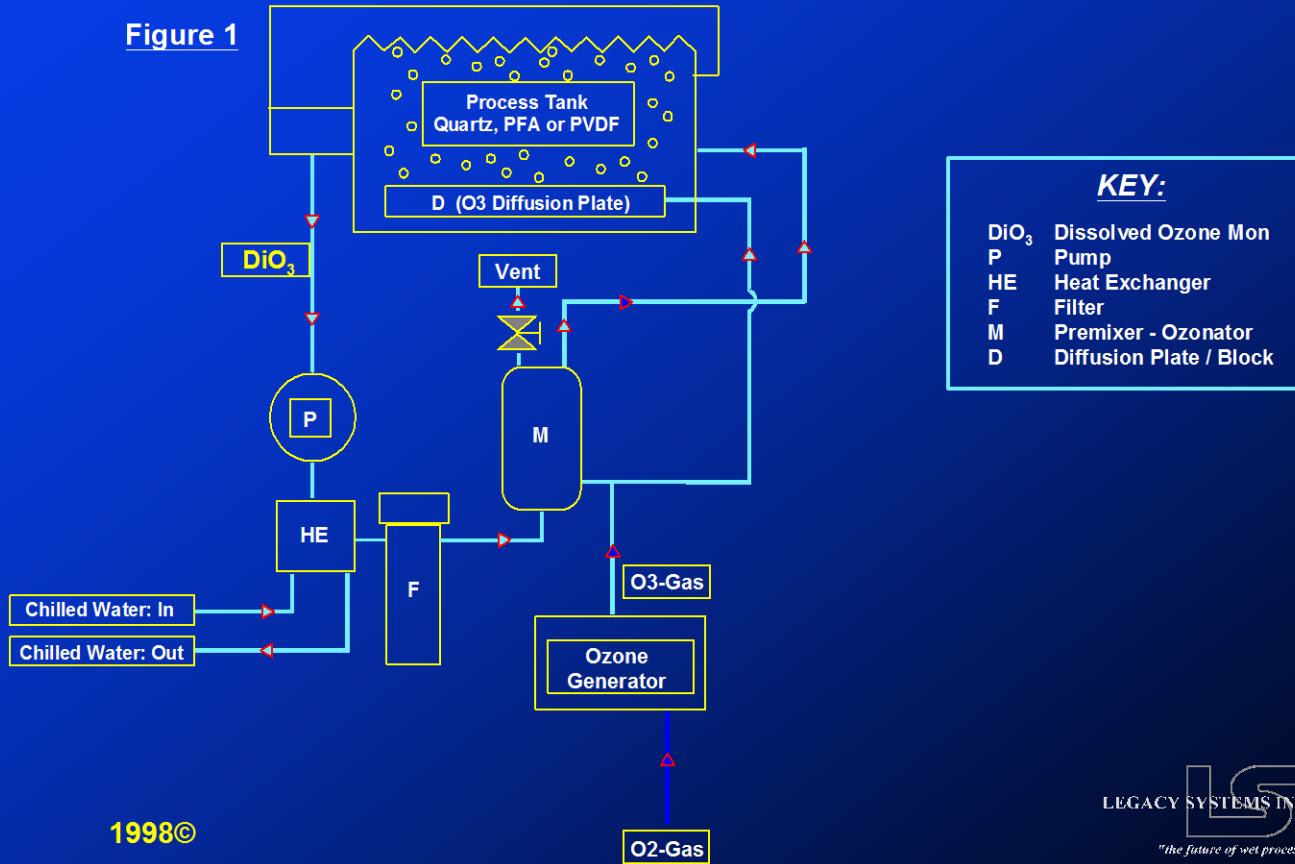 Figure 1
Process Tank
Quartz, PFA or PVDF
D (O3 Diffusion Plate)
DiO₃
Vent
P
M
HE
F
Chilled Water: In
Chilled Water: Out
O3-Gas
Ozone
Generator
O2-Gas
KEY:
DiO₃ Dissolved Ozone Mon
P Pump
HE Heat Exchanger
F Filter
M Premixer - Ozonator
D Diffusion Plate / Block
1998©
LS
LEGACY SYSTEMS IN
"the future of wet proces